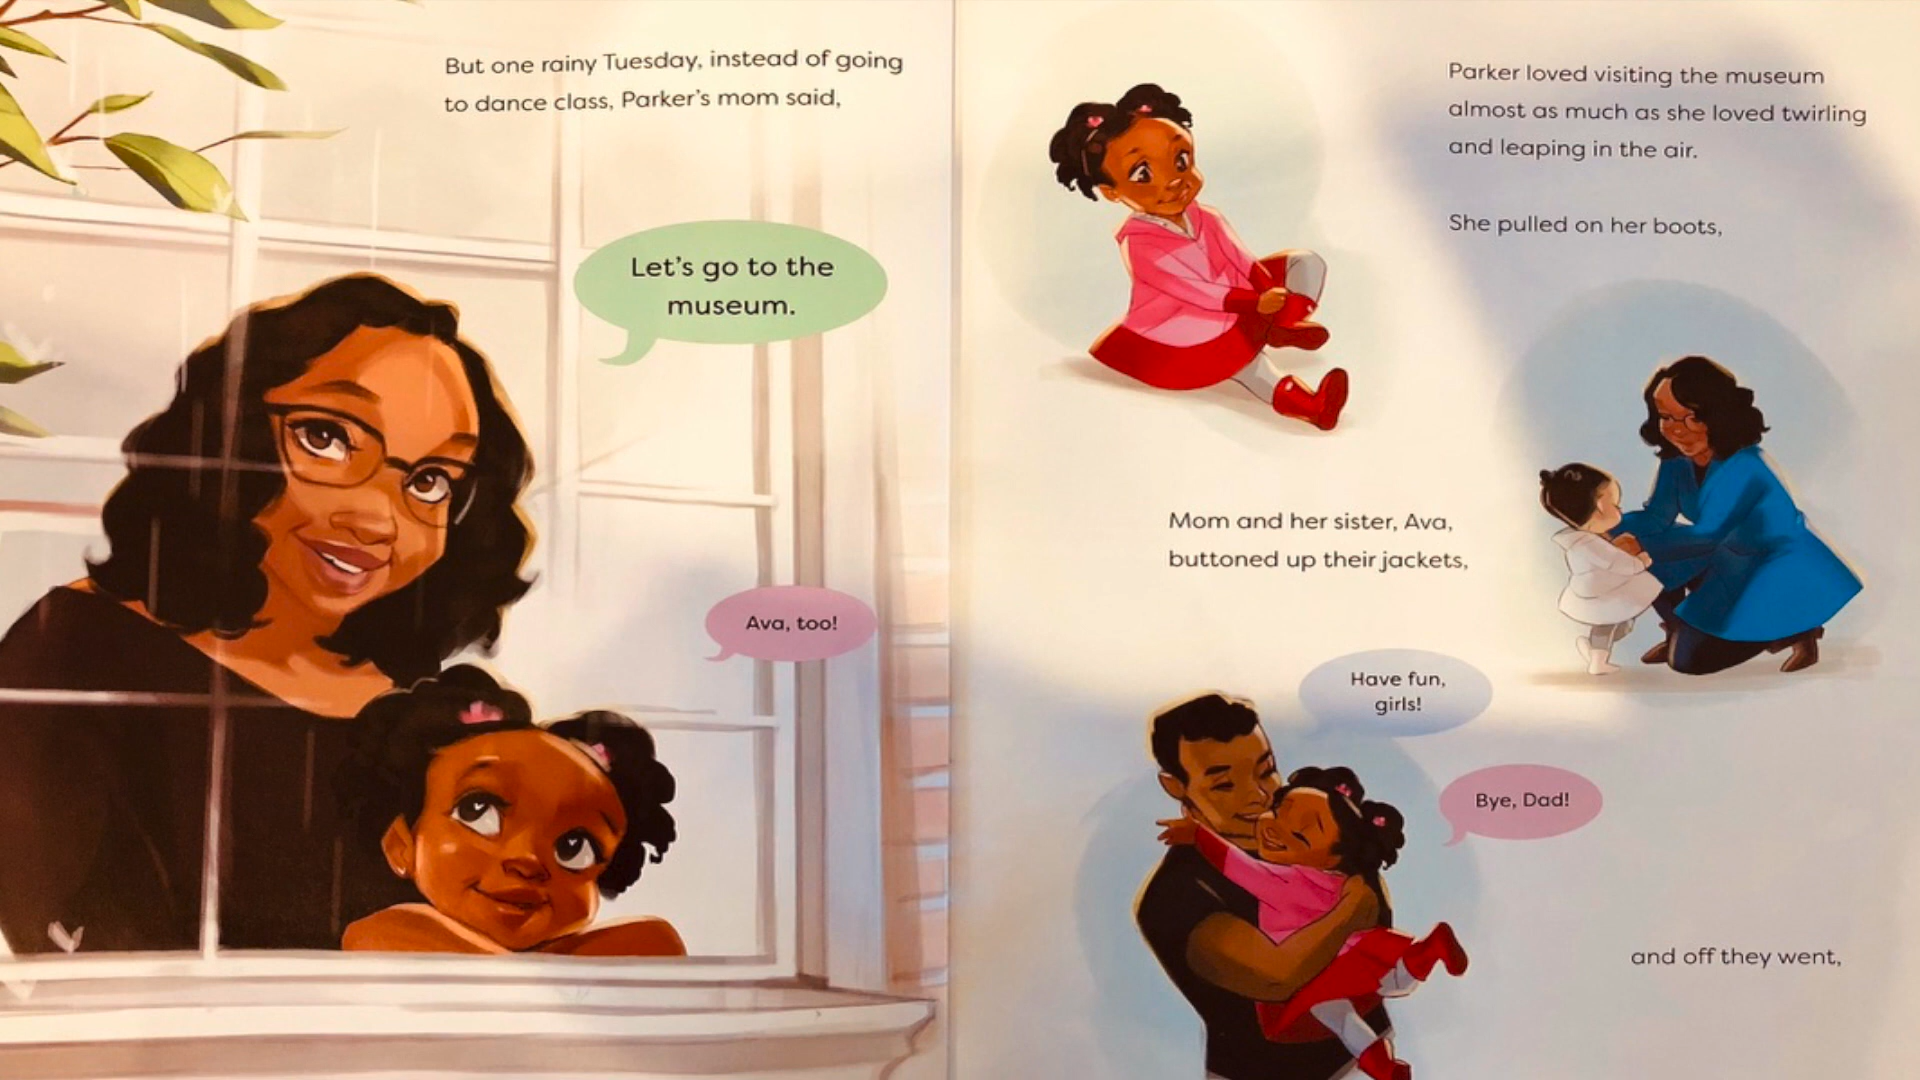 But one rainy Tuesday, instead of going
to dance class, Parker's mom said,
Let's go to the
museum.
Ava, too!
Parker loved visiting the museum
almost as much as she loved twirling
and leaping in the air.
She pulled on her boots,
Mom and her sister, Ava,
buttoned up their jackets,
Have fun,
girls!
Bye, Dad!
and off they went,